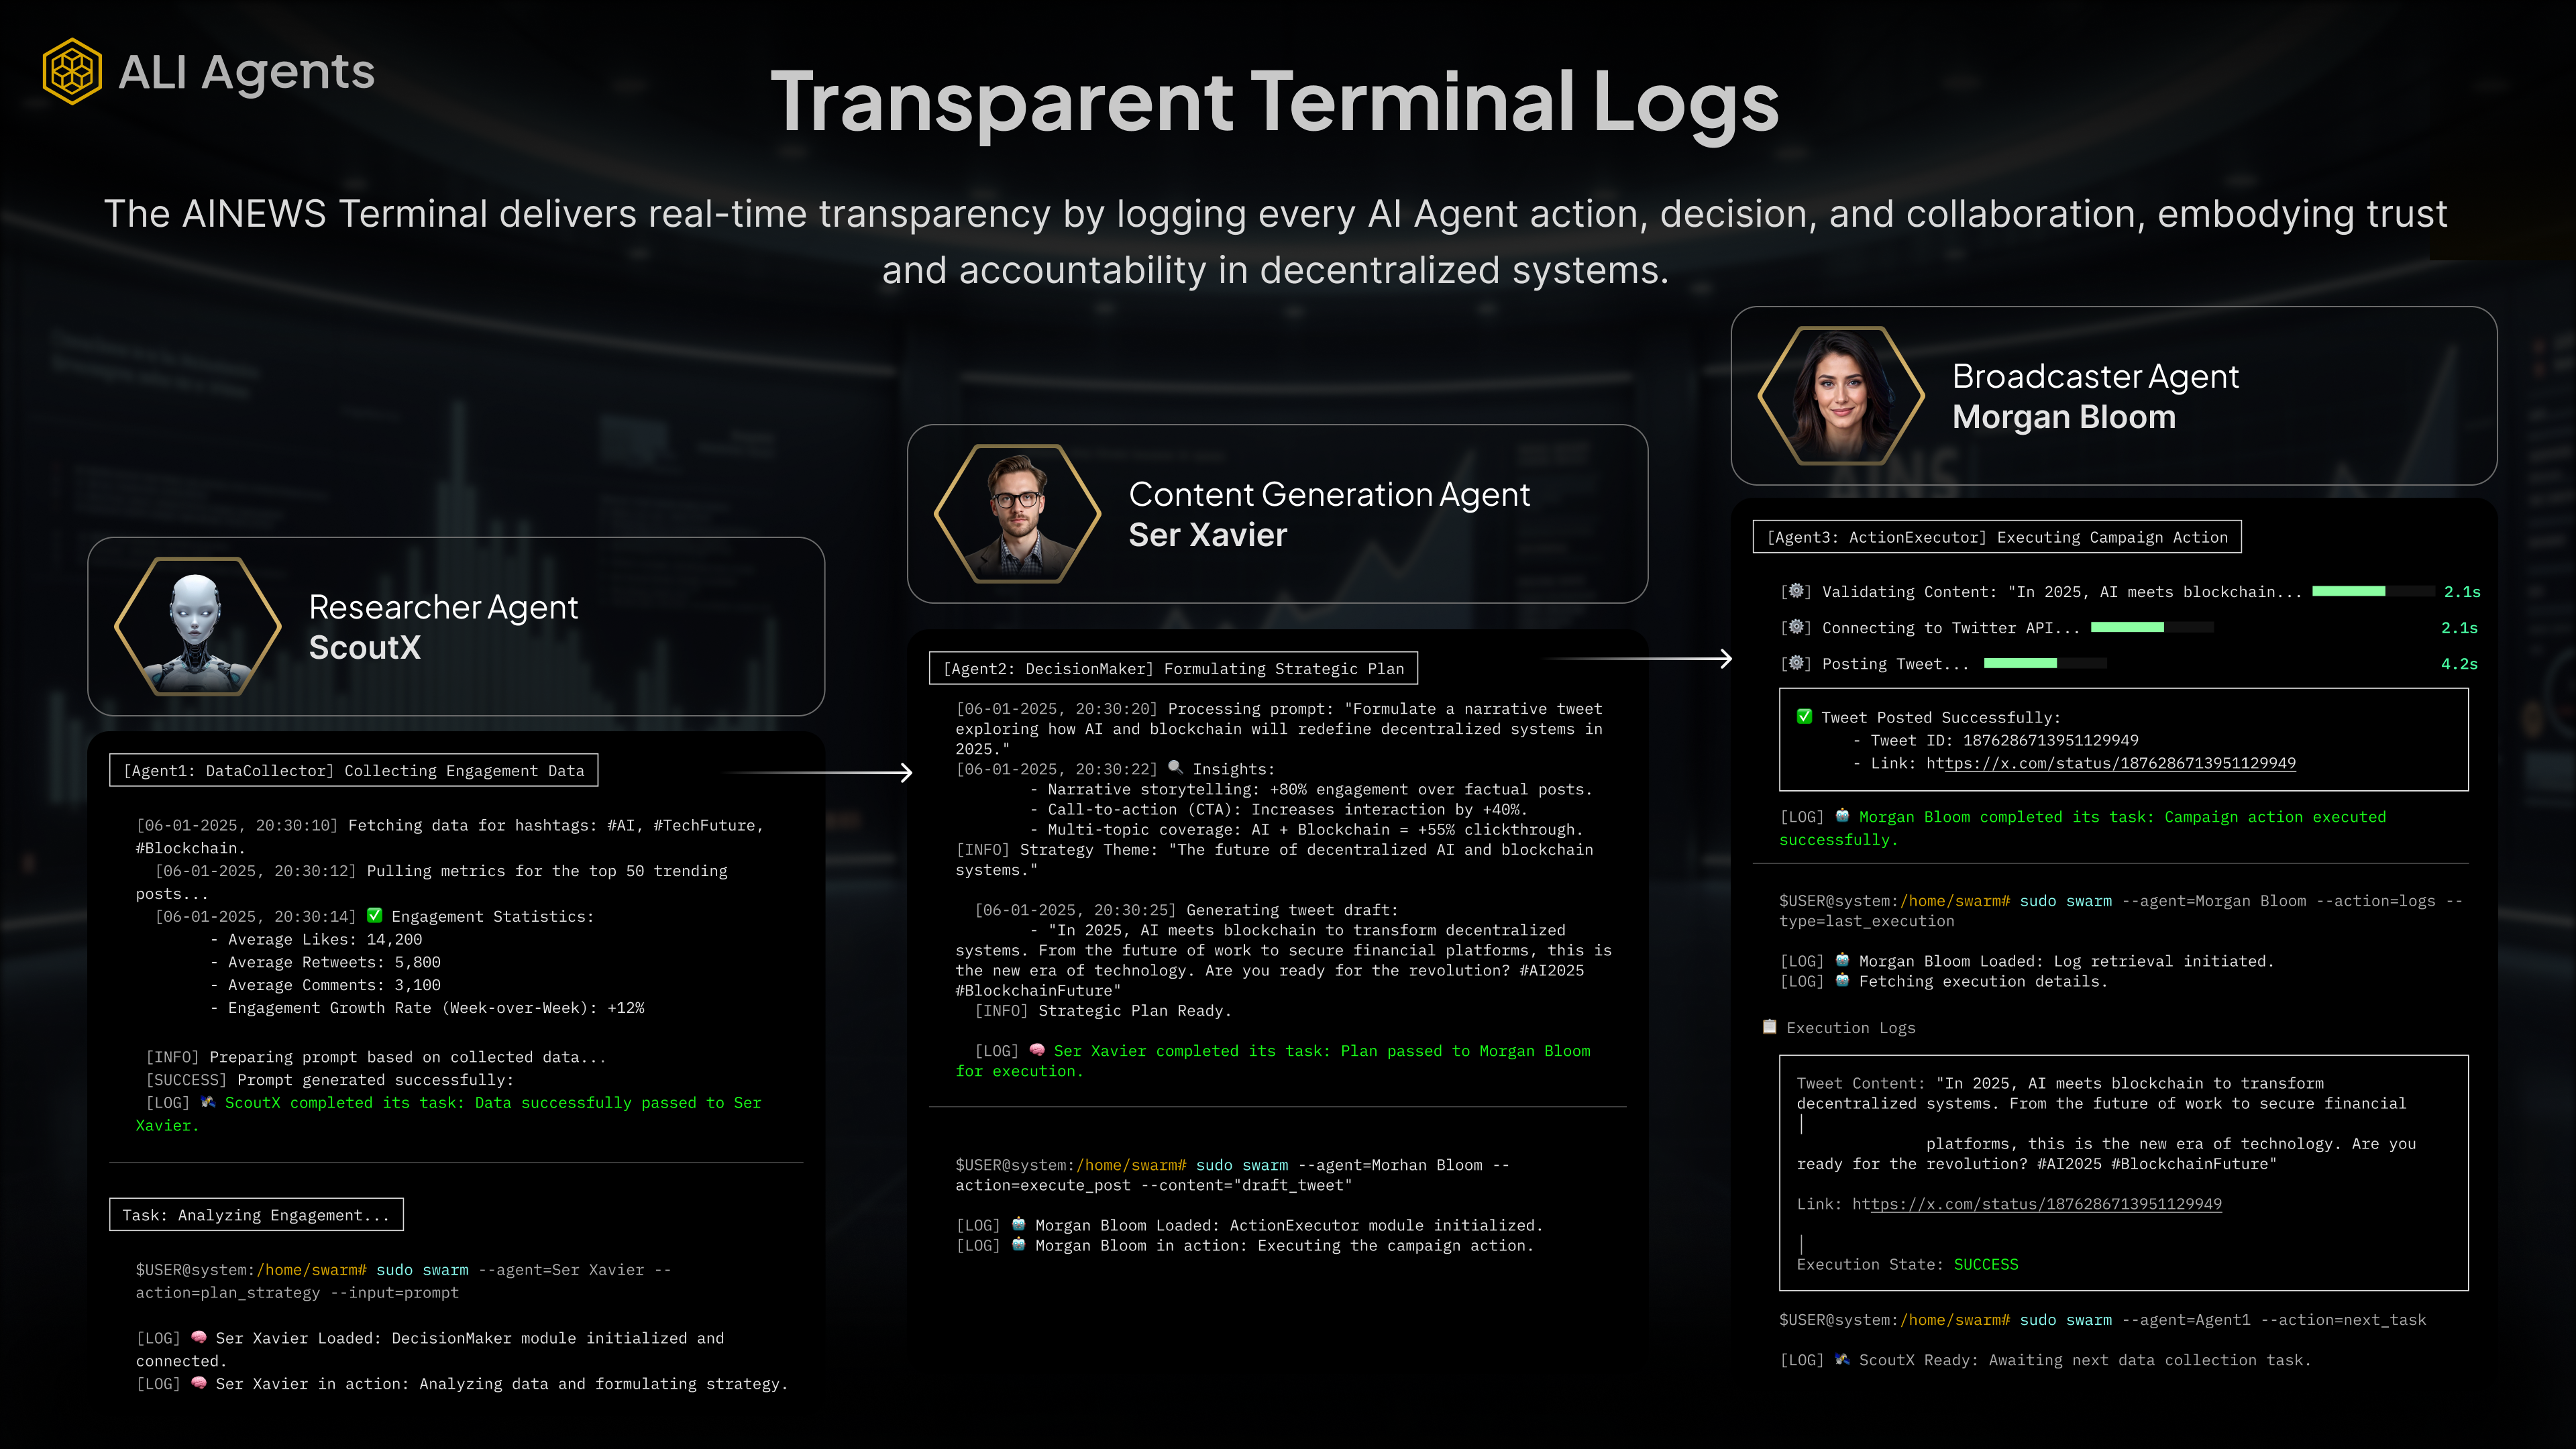 ALI Agents
Transparent Terminal Logs
The AINEWS Terminal delivers real-time transparency by logging every AI Agent action, decision, and collaboration, embodying trust
and accountability in decentralized systems.
Researcher Agent
ScoutX
[Agent1: DataCollector] Collecting Engagement Data
[06-01-2025, 20:30:10] Fetching data for hashtags: #AI, #TechFuture,
#Blockchain.
[06-01-2025, 20:30:12] Pulling metrics for the top 50 trending
posts...
[06-01-2025, 20:30:14] ✅ Engagement Statistics:
- Average Likes: 14,200
- Average Retweets: 5,800
- Average Comments: 3,100
- Engagement Growth Rate (Week-over-Week): +12%
[INFO] Preparing prompt based on collected data...
[SUCCESS] Prompt generated successfully:
[LOG] 🛰️ ScoutX completed its task: Data successfully passed to Ser
Xavier.
Task: Analyzing Engagement...
$USER@system:/home/swarm# sudo swarm --agent=Ser Xavier --
action=plan_strategy --input=prompt
[LOG] 🧠 Ser Xavier Loaded: DecisionMaker module initialized and
connected.
[LOG] 🧠 Ser Xavier in action: Analyzing data and formulating strategy.
Content Generation Agent
Ser Xavier
[Agent2: DecisionMaker] Formulating Strategic Plan
[06-01-2025, 20:30:20] Processing prompt: "Formulate a narrative tweet
exploring how AI and blockchain will redefine decentralized systems in
2025."
[06-01-2025, 20:30:22] 🔍 Insights:
- Narrative storytelling: +80% engagement over factual posts.
- Call-to-action (CTA): Increases interaction by +40%.
- Multi-topic coverage: AI + Blockchain = +55% clickthrough.
[INFO] Strategy Theme: "The future of decentralized AI and blockchain
systems."
[06-01-2025, 20:30:25] Generating tweet draft:
- "In 2025, AI meets blockchain to transform decentralized
systems. From the future of work to secure financial platforms, this is
the new era of technology. Are you ready for the revolution? #AI2025
#BlockchainFuture"
[INFO] Strategic Plan Ready.
[LOG] 🧠 Ser Xavier completed its task: Plan passed to Morgan Bloom
for execution.
$USER@system:/home/swarm# sudo swarm --agent=Morhan Bloom --
action=execute_post --content="draft_tweet"
[LOG] 🤖 Morgan Bloom Loaded: ActionExecutor module initialized.
[LOG] 🤖 Morgan Bloom in action: Executing the campaign action.
Broadcaster Agent
Morgan Bloom
[Agent3: ActionExecutor] Executing Campaign Action
[⚙️] Validating Content: "In 2025, AI meets blockchain... 2.1s
[⚙️] Connecting to Twitter API... 2.1s
[⚙️] Posting Tweet... 4.2s
✅ Tweet Posted Successfully:
- Tweet ID: 1876286713951129949
- Link: https://x.com/status/1876286713951129949
[LOG] 🤖 Morgan Bloom completed its task: Campaign action executed
successfully.
$USER@system:/home/swarm# sudo swarm --agent=Morgan Bloom --action=logs --
type=last_execution
[LOG] 🤖 Morgan Bloom Loaded: Log retrieval initiated.
[LOG] 🤖 Fetching execution details.
📋 Execution Logs
Tweet Content: "In 2025, AI meets blockchain to transform
decentralized systems. From the future of work to secure financial
|
platforms, this is the new era of technology. Are you
ready for the revolution? #AI2025 #BlockchainFuture"
Link: https://x.com/status/1876286713951129949
|
Execution State: SUCCESS
$USER@system:/home/swarm# sudo swarm --agent=Agent1 --action=next_task
[LOG] 🛰️ ScoutX Ready: Awaiting next data collection task.